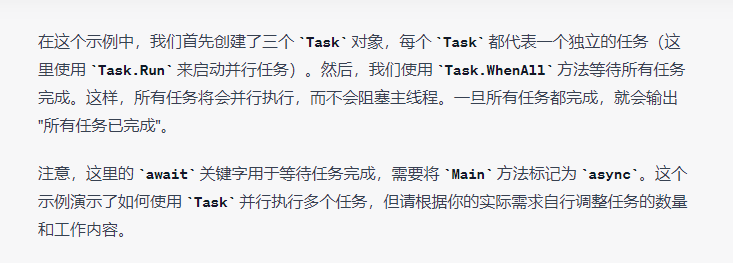 在这个示例中，我们首先创建了三个 `Task` 对象，每个 `Task` 都代表一个独立的任务（这
里使用 `Task.Run` 来启动并行任务）。然后，我们使用 `Task.WhenAll` 方法等待所有任务
完成。这样，所有任务将会并行执行，而不会阻塞主线程。一旦所有任务都完成，就会输出
"所有任务已完成"。
注意，这里的 `await` 关键字用于等待任务完成，需要将 `Main` 方法标记为 `async`。这个
示例演示了如何使用 `Task` 并行执行多个任务，但请根据你的实际需求自行调整任务的数量
和工作内容。